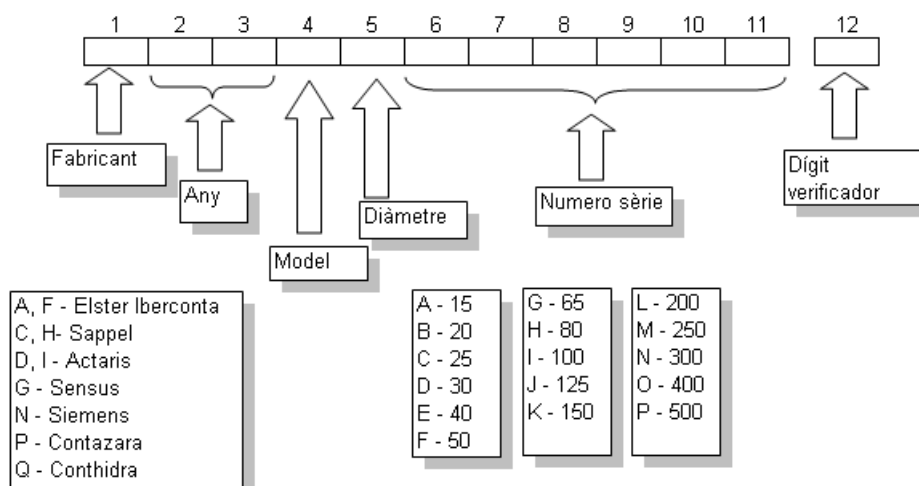 1 2 3 4 5 6 7 8 9 10 11 12
Fabricant
Any
Model
Diàmetre
Numero sèrie
Dígit
verificador
A, F - Elster Iberconta
C, H- Sappel
D, I - Actaris
G - Sensus
N - Siemens
P - Contazara
Q - Conthidra
A - 15
B - 20
C - 25
D - 30
E - 40
F - 50
G - 65
H - 80
I - 100
J - 125
K - 150
L - 200
M - 250
N - 300
O - 400
P - 500